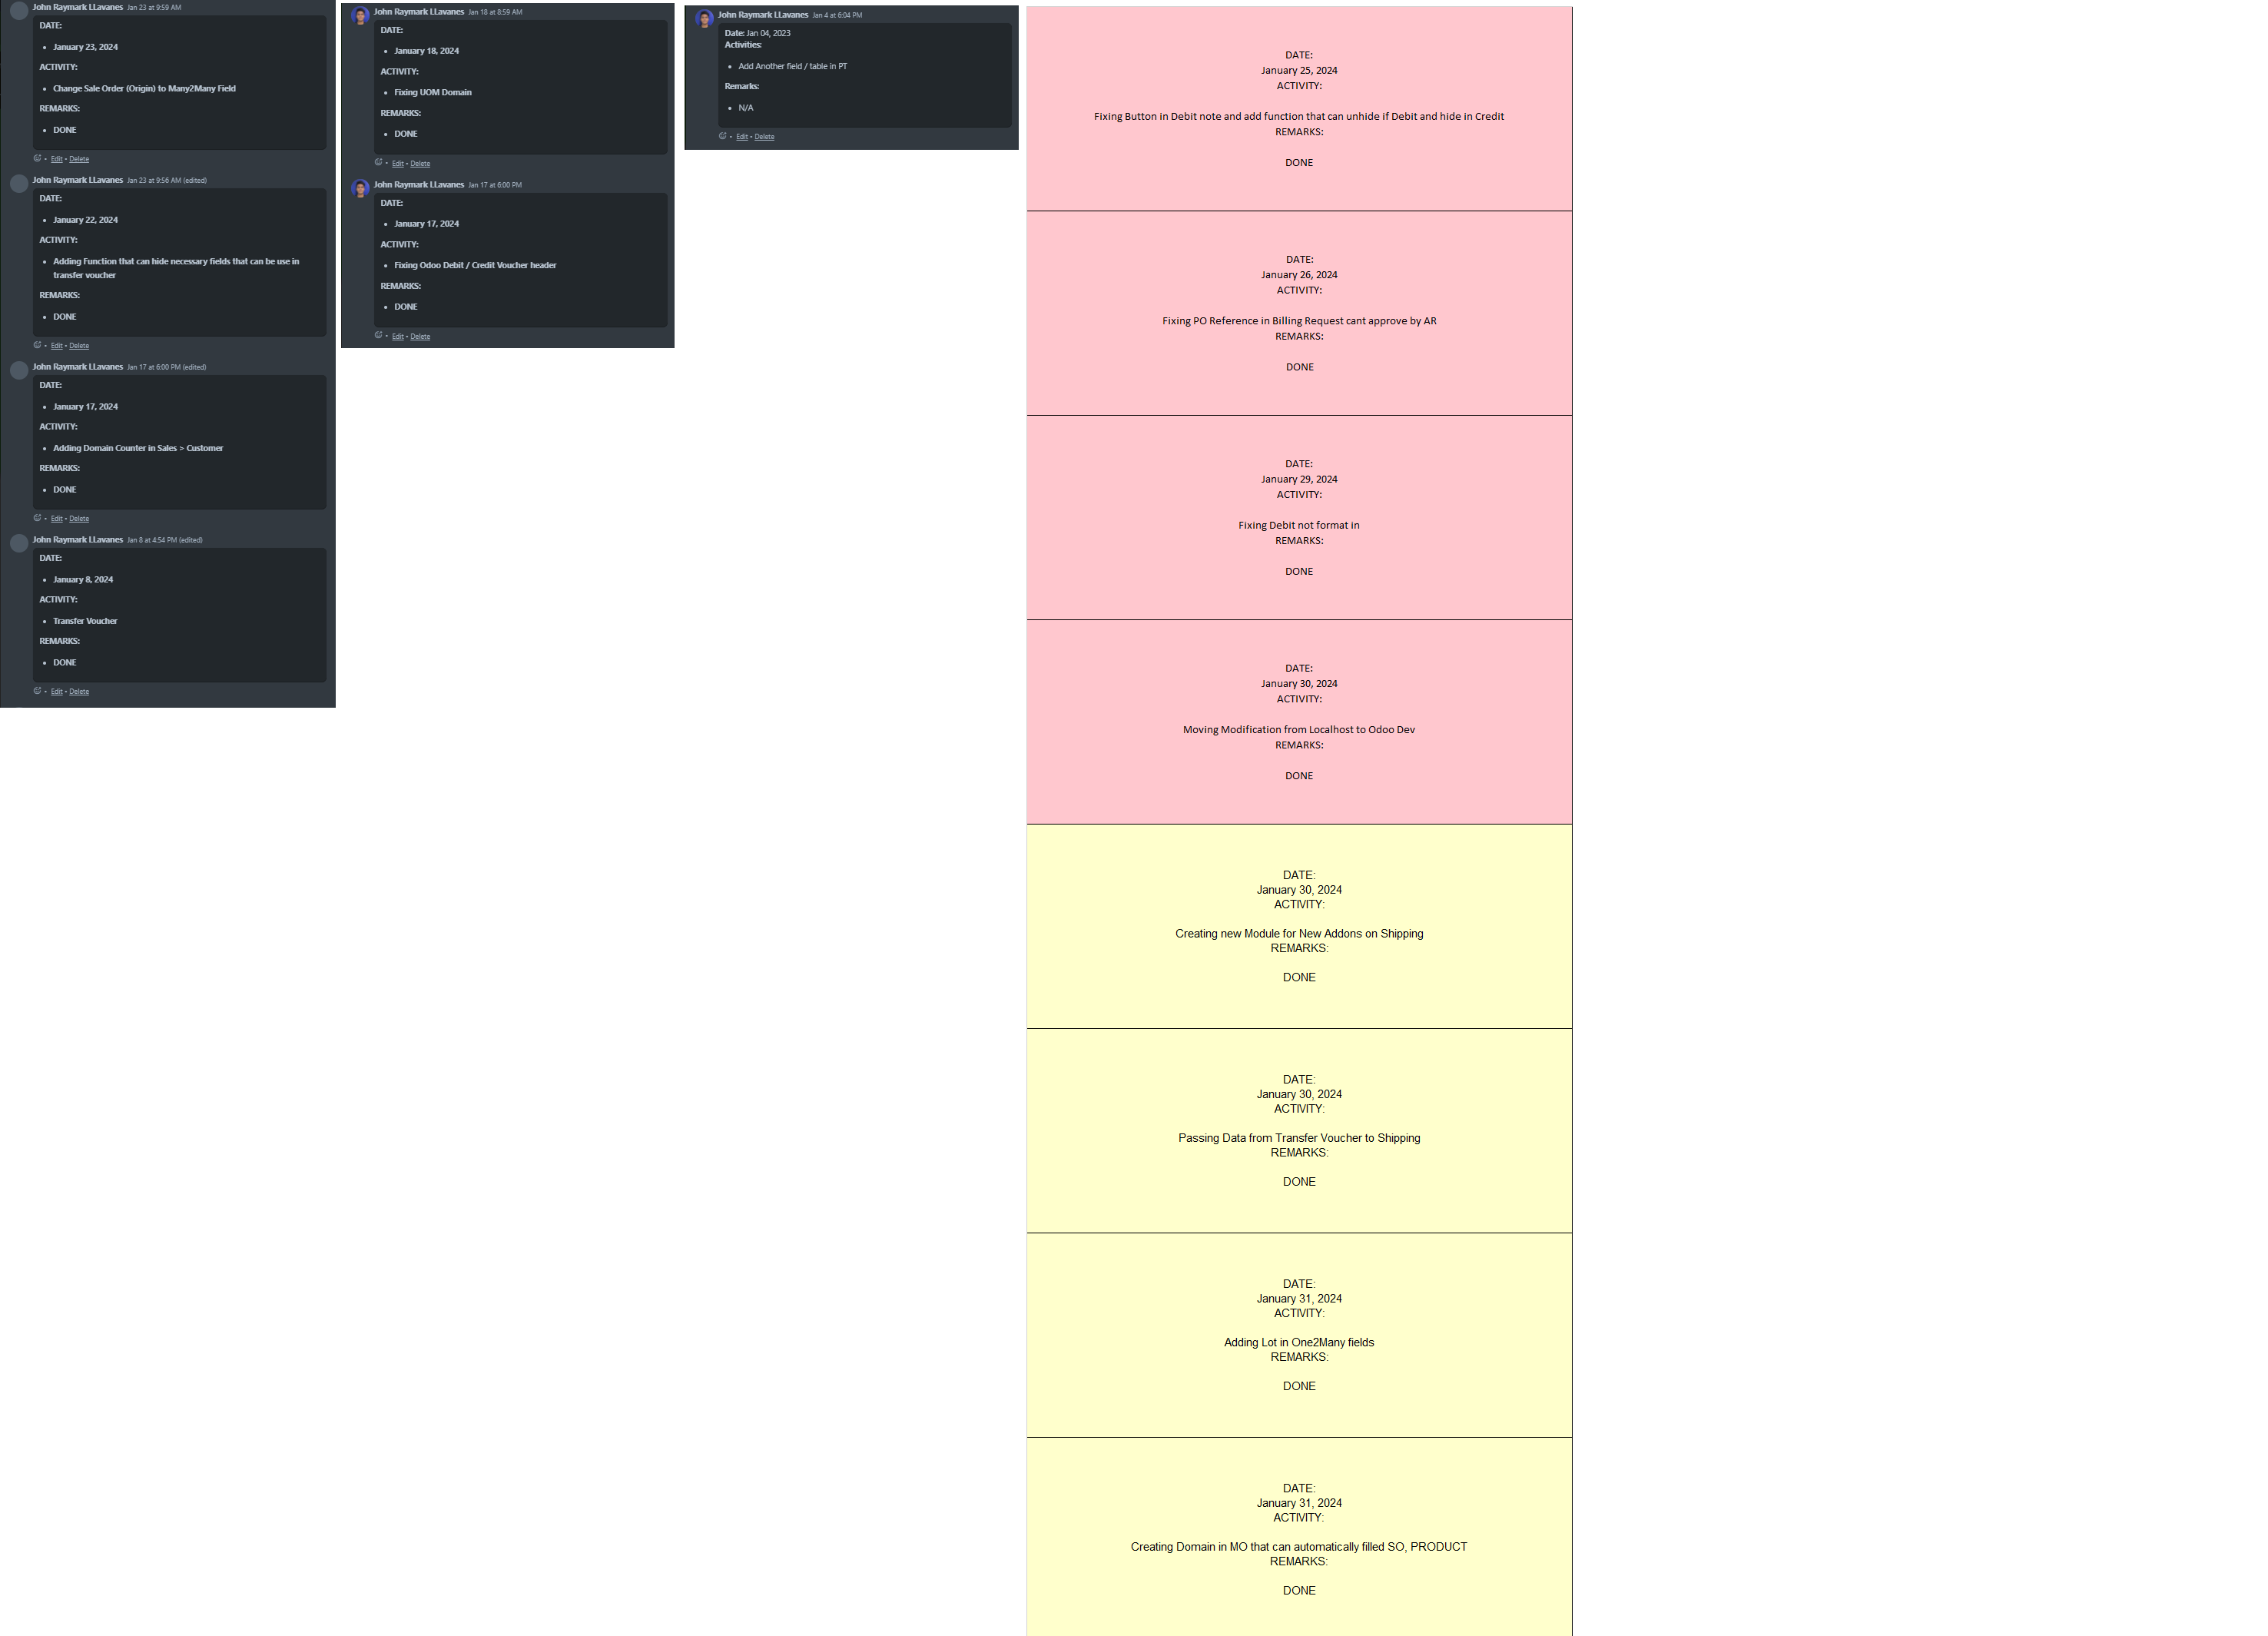 John Raymark LLavanes Jan 23 at 9:59 AM
DATE:
• January 23, 2024
ACTIVITY:
• Change Sale Order (Origin) to Many2Many Field
REMARKS:
• DONE
• Edit • Delete
John Raymark LLavanes Jan 23 at 9:56 AM (edited)
DATE:
• January 22, 2024
ACTIVITY:
• Adding Function that can hide necessary fields that can be use in
transfer voucher
REMARKS:
• DONE
• Edit • Delete
John Raymark LLavanes Jan 17 at 6:00 PM (edited)
DATE:
• January 17, 2024
ACTIVITY:
• Adding Domain Counter in Sales > Customer
REMARKS:
• DONE
• Edit • Delete
John Raymark LLavanes Jan 8 at 4:54 PM (edited)
DATE:
• January 8, 2024
ACTIVITY:
• Transfer Voucher
REMARKS:
• DONE
• Edit • Delete
John Raymark LLavanes Jan 18 at 8:59 AM
DATE:
• January 18, 2024
ACTIVITY:
• Fixing UOM Domain
REMARKS:
• DONE
• Edit • Delete
John Raymark LLavanes Jan 17 at 6:00 PM
DATE:
• January 17, 2024
ACTIVITY:
• Fixing Odoo Debit / Credit Voucher header
REMARKS:
• DONE
• Edit • Delete
John Raymark LLavanes Jan 4 at 6:04 PM
Date: Jan 04, 2023
Activities:
• Add Another field / table in PT
Remarks:
• N/A
• Edit • Delete
DATE:
January 25, 2024
ACTIVITY:
Fixing Button in Debit note and add function that can unhide if Debit and hide in Credit
REMARKS:
DONE
DATE:
January 26, 2024
ACTIVITY:
Fixing PO Reference in Billing Request cant approve by AR
REMARKS:
DONE
DATE:
January 29, 2024
ACTIVITY:
Fixing Debit not format in
REMARKS:
DONE
DATE:
January 30, 2024
ACTIVITY:
Moving Modification from Localhost to Odoo Dev
REMARKS:
DONE
DATE:
January 30, 2024
ACTIVITY:
Creating new Module for New Addons on Shipping
REMARKS:
DONE
DATE:
January 30, 2024
ACTIVITY:
Passing Data from Transfer Voucher to Shipping
REMARKS:
DONE
DATE:
January 31, 2024
ACTIVITY:
Adding Lot in One2Many fields
REMARKS:
DONE
DATE:
January 31, 2024
ACTIVITY:
Creating Domain in MO that can automatically filled SO, PRODUCT
REMARKS:
DONE